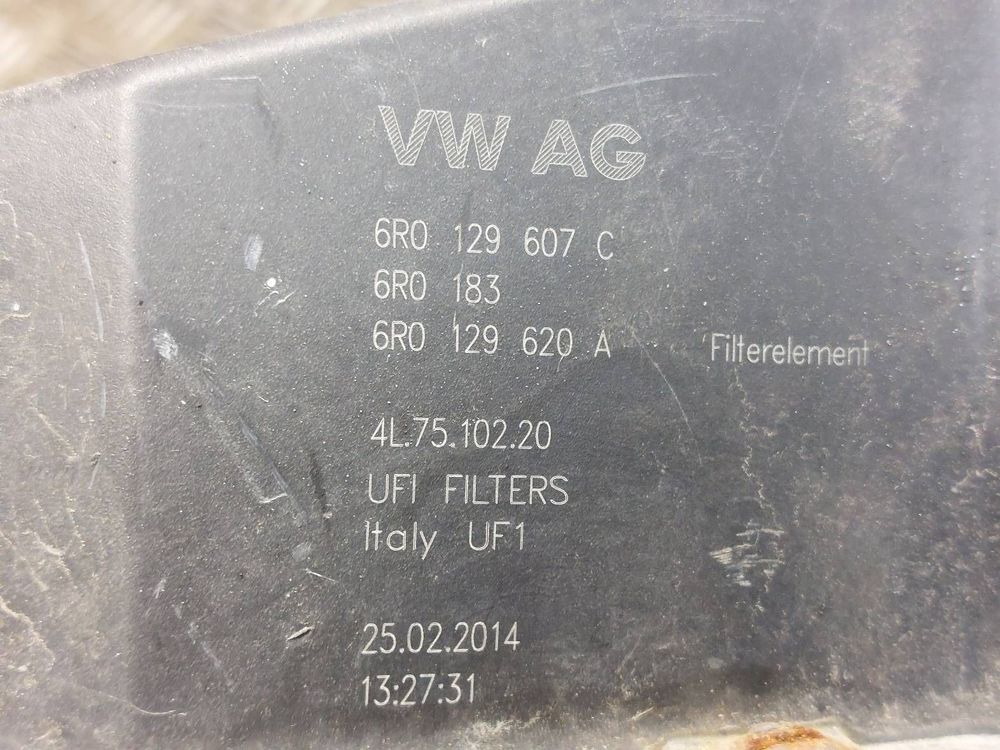 VW AG
6R0 129 607 C
6R0 183
6R0 129 620 A Filterelement
4L.75.102.20
UFI FILTERS
Italy UF1
25.02.2014
13:27:31